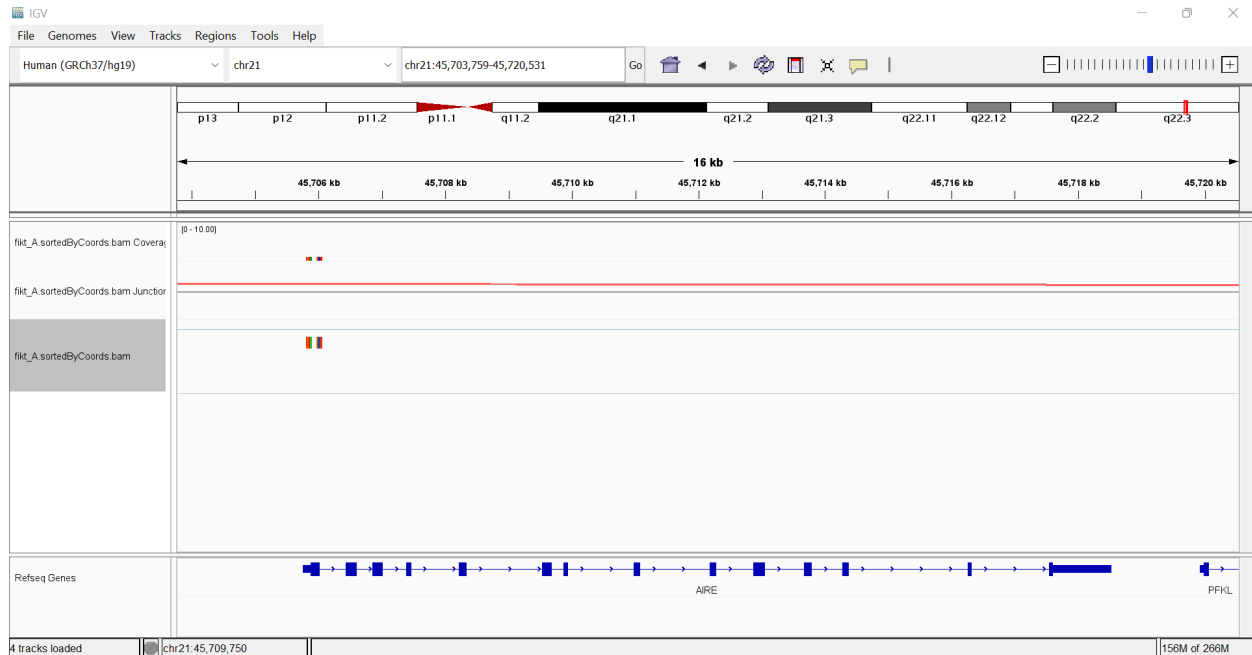 IGV
File Genomes View Tracks Regions Tools Help
Human (GRCh37/hg19) chr21 chr21:45,703,759-45,720,531 Go
p13 p12 p11.2 p11.1 q11.2 q21.1 q21.2 q21.3 q22.11 q22.12 q22.2 q22.3
16 kb
45,706 kb 45,708 kb 45,710 kb 45,712 kb 45,714 kb 45,716 kb 45,718 kb 45,720 kb
[0 - 10.00]
fikt_A.sortedByCoords.bam Coverag
fikt_A.sortedByCoords.bam Junction
fikt_A.sortedByCoords.bam
Refseq Genes
AIRE PFKL
4 tracks loaded chr21:45,709,750 156M of 266M